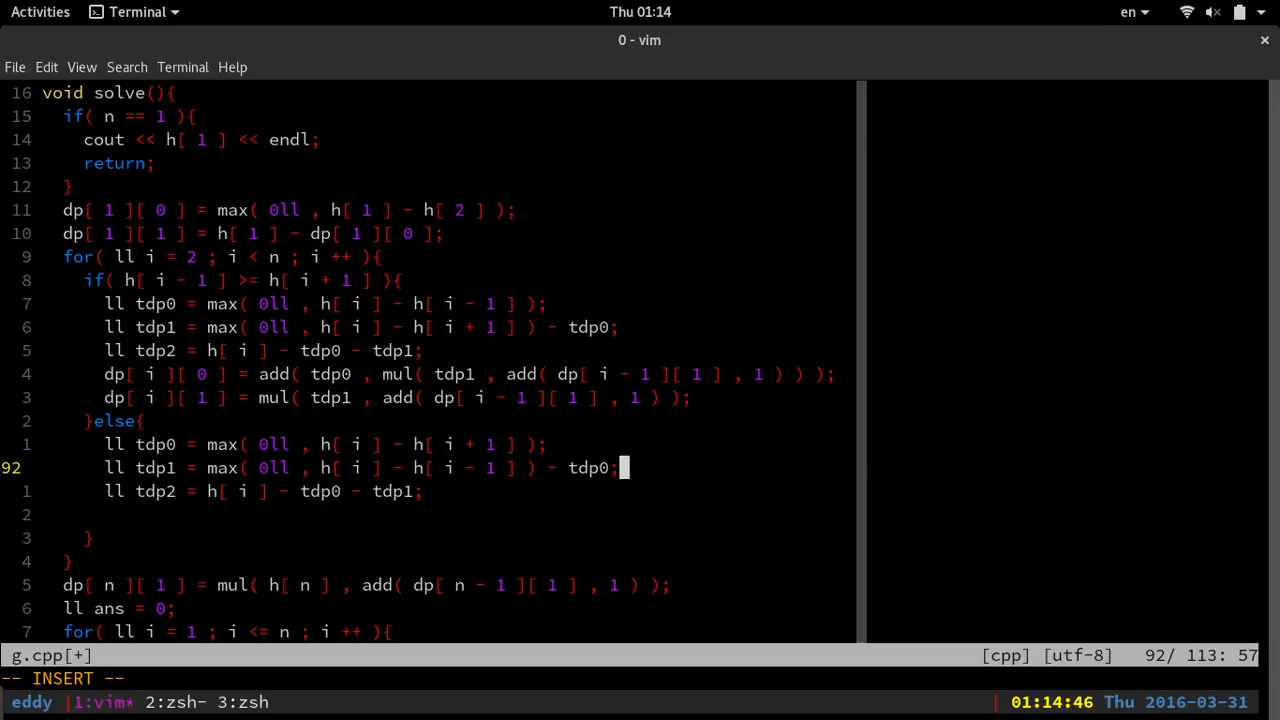 Activities Terminal Thu 01:14 en
0 - vim
File Edit View Search Terminal Help
16 void solve(){
15 if( n == 1 ){
14 cout << h[ 1 ] << endl;
13 return;
12 }
11 dp[ 1 ][ 0 ] = max( 0ll , h[ 1 ] - h[ 2 ] );
10 dp[ 1 ][ 1 ] = h[ 1 ] - dp[ 1 ][ 0 ];
9 for( ll i = 2 ; i < n ; i ++ ){
8 if( h[ i - 1 ] >= h[ i + 1 ] ){
7 ll tdp0 = max( 0ll , h[ i ] - h[ i - 1 ] );
6 ll tdp1 = max( 0ll , h[ i ] - h[ i + 1 ] ) - tdp0;
5 ll tdp2 = h[ i ] - tdp0 - tdp1;
4 dp[ i ][ 0 ] = add( tdp0 , mul( tdp1 , add( dp[ i - 1 ][ 1 ] , 1 ) ) );
3 dp[ i ][ 1 ] = mul( tdp1 , add( dp[ i - 1 ][ 1 ] , 1 ) );
2 }else{
1 ll tdp0 = max( 0ll , h[ i ] - h[ i + 1 ] );
92 ll tdp1 = max( 0ll , h[ i ] - h[ i - 1 ] ) - tdp0;
1 ll tdp2 = h[ i ] - tdp0 - tdp1;
2
3 }
4 }
5 dp[ n ][ 1 ] = mul( h[ n ] , add( dp[ n - 1 ][ 1 ] , 1 ) );
6 ll ans = 0;
7 for( ll i = 1 ; i <= n ; i ++ ){
g.cpp[+] [cpp] [utf-8] 92/ 113: 57
-- INSERT --
eddy |1:vim* 2:zsh- 3:zsh | 01:14:46 Thu 2016-03-31